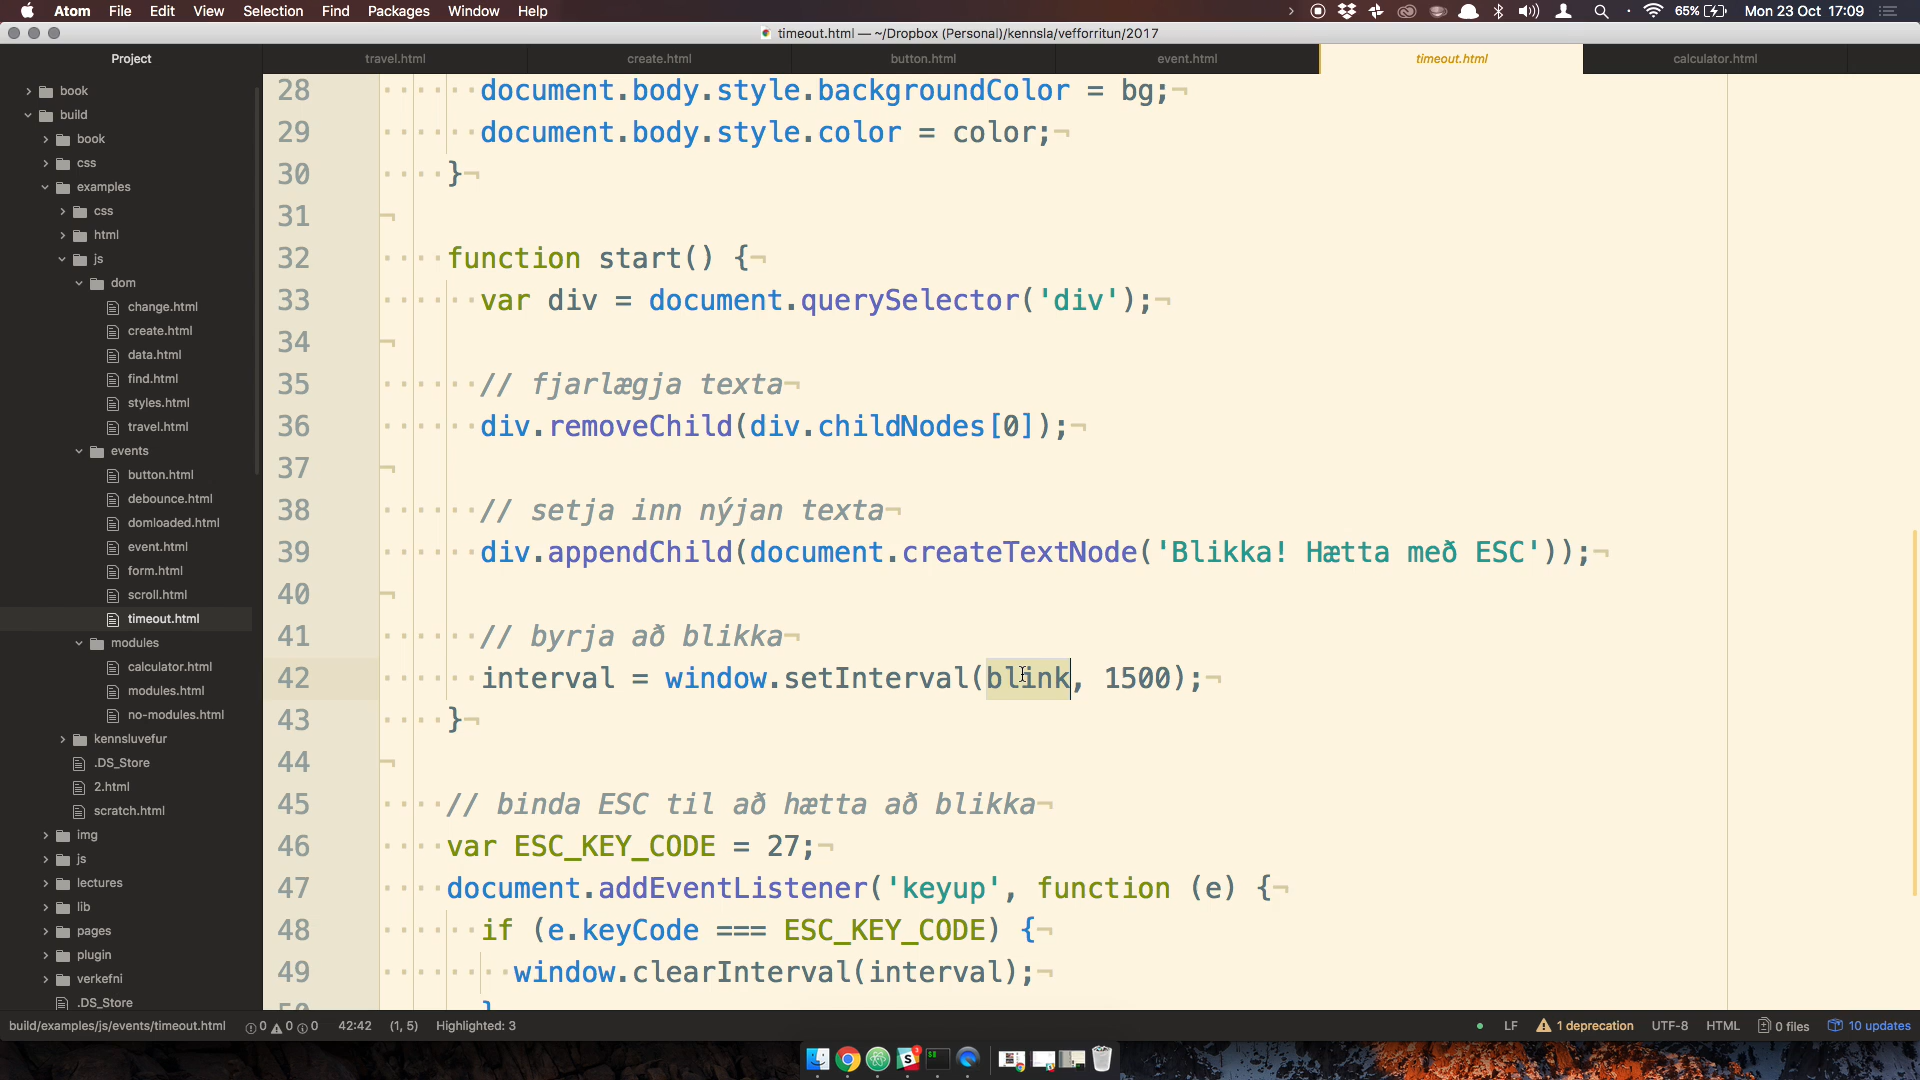 Atom File Edit View Selection Find Packages Window Help 65% Mon 23 Oct 17:09
timeout.html — ~/Dropbox (Personal)/kennsla/vefforritun/2017
Project
travel.html create.html button.html event.html timeout.html calculator.html
book
build
book
css
examples
css
html
js
dom
change.html
create.html
data.html
find.html
styles.html
travel.html
events
button.html
debounce.html
domloaded.html
event.html
form.html
scroll.html
timeout.html
modules
calculator.html
modules.html
no-modules.html
kennsluvefur
.DS_Store
2.html
scratch.html
img
js
lectures
lib
pages
plugin
verkefni
.DS_Store
28 document.body.style.backgroundColor = bg;¬
29 document.body.style.color = color;¬
30 }¬
31 ¬
32 function start() {¬
33 var div = document.querySelector('div');¬
34 ¬
35 // fjarlægja texta¬
36 div.removeChild(div.childNodes[0]);¬
37 ¬
38 // setja inn nýjan texta¬
39 div.appendChild(document.createTextNode('Blikka! Hætta með ESC'));¬
40 ¬
41 // byrja að blikka¬
42 interval = window.setInterval(blink, 1500);¬
43 }¬
44 ¬
45 // binda ESC til að hætta að blikka¬
46 var ESC_KEY_CODE = 27;¬
47 document.addEventListener('keyup', function (e) {¬
48 if (e.keyCode === ESC_KEY_CODE) {¬
49 window.clearInterval(interval);¬
build/examples/js/events/timeout.html 0 0 0 42:42 (1, 5) Highlighted: 3 LF 1 deprecation UTF-8 HTML 0 files 10 updates